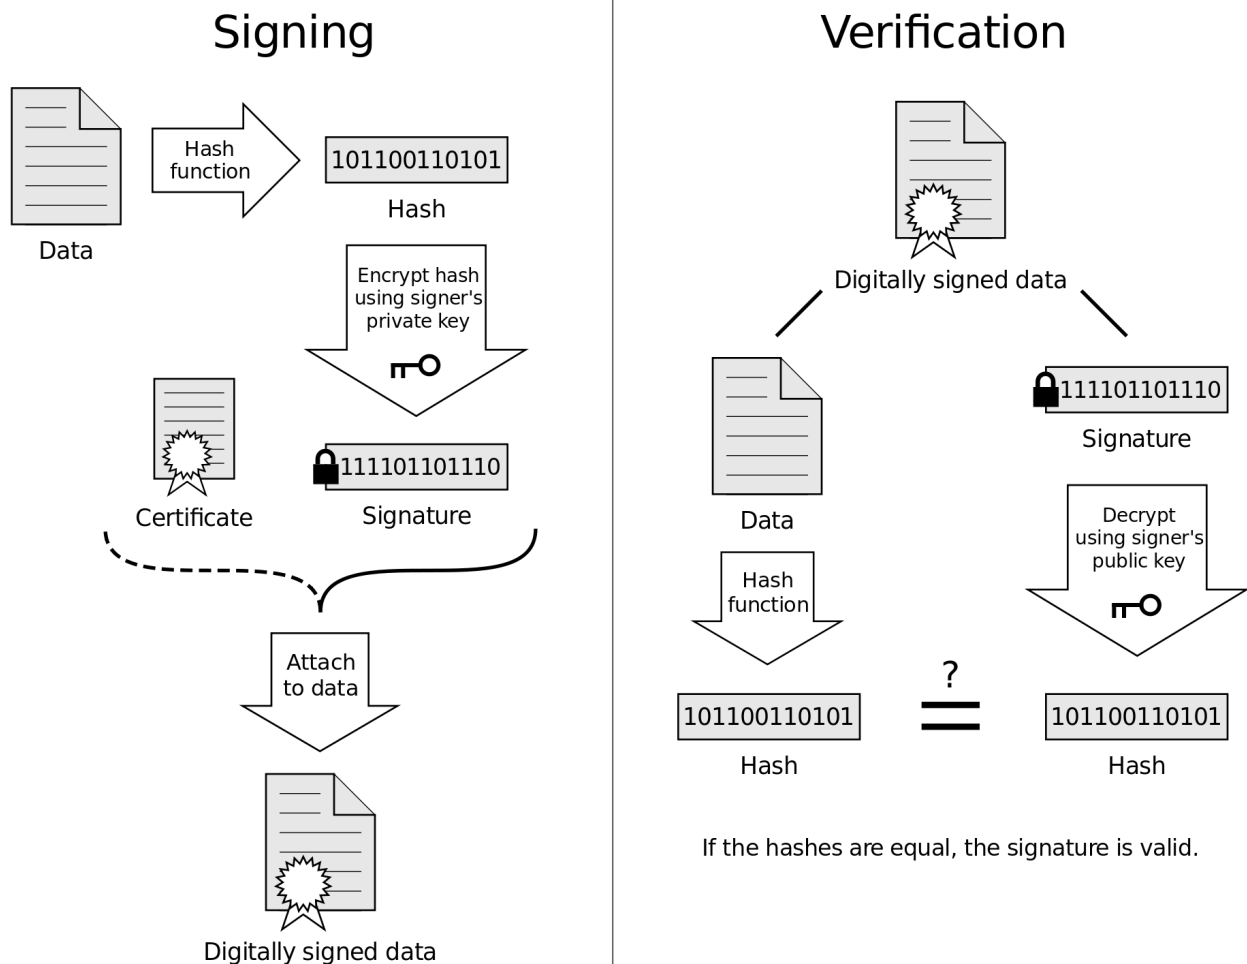 Signing
Hash
function
101100110101
Hash
Data
Encrypt hash
using signer's
private key
111101101110
Certificate
Signature
Attach
to data
Digitally signed data
Verification
Digitally signed data
111101101110
Signature
Data
Hash
function
Decrypt
using signer's
public key
?
101100110101
=
101100110101
Hash
Hash
If the hashes are equal, the signature is valid.